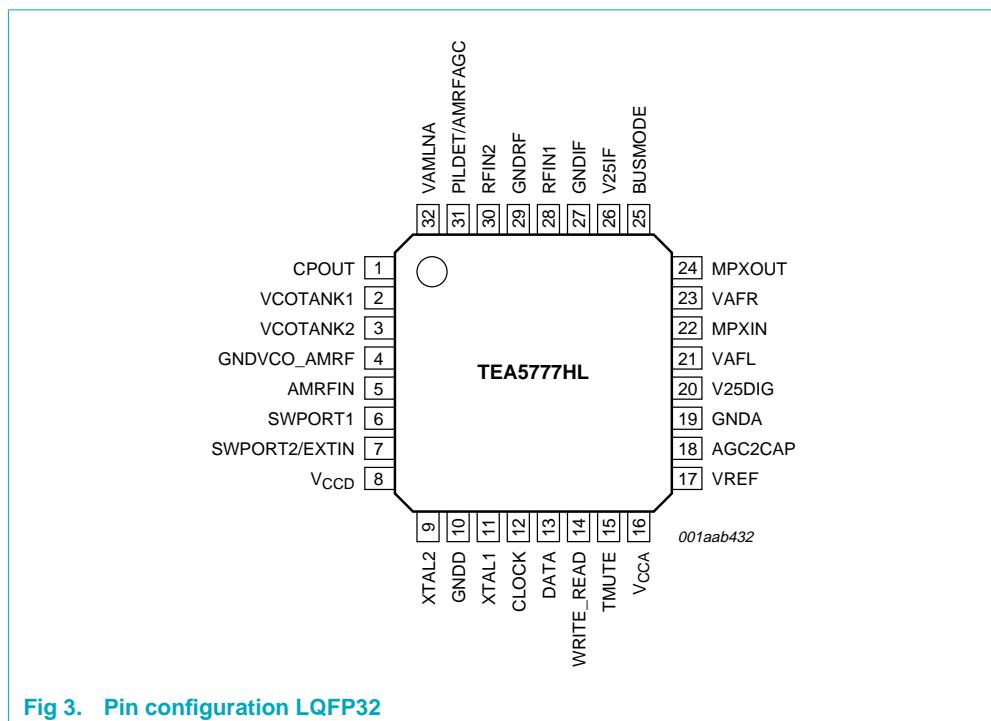 VAMLNA
PILDET/AMRFAGC
RFIN2
GNDRF
RFIN1
GNDIF
V25IF
BUSMODE
32
31
30
29
28
27
26
25
CPOUT 1
VCOTANK1 2
VCOTANK2 3
GNDVCO_AMRF 4
AMRFIN 5
SWPORT1 6
SWPORT2/EXTIN 7
VCCD 8
TEA5777HL
24 MPXOUT
23 VAFR
22 MPXIN
21 VAFL
20 V25DIG
19 GNDA
18 AGC2CAP
17 VREF
9
10
11
12
13
14
15
16
XTAL2
GNDD
XTAL1
CLOCK
DATA
WRITE_READ
TMUTE
VCCA
001aab432
Fig 3. Pin configuration LQFP32